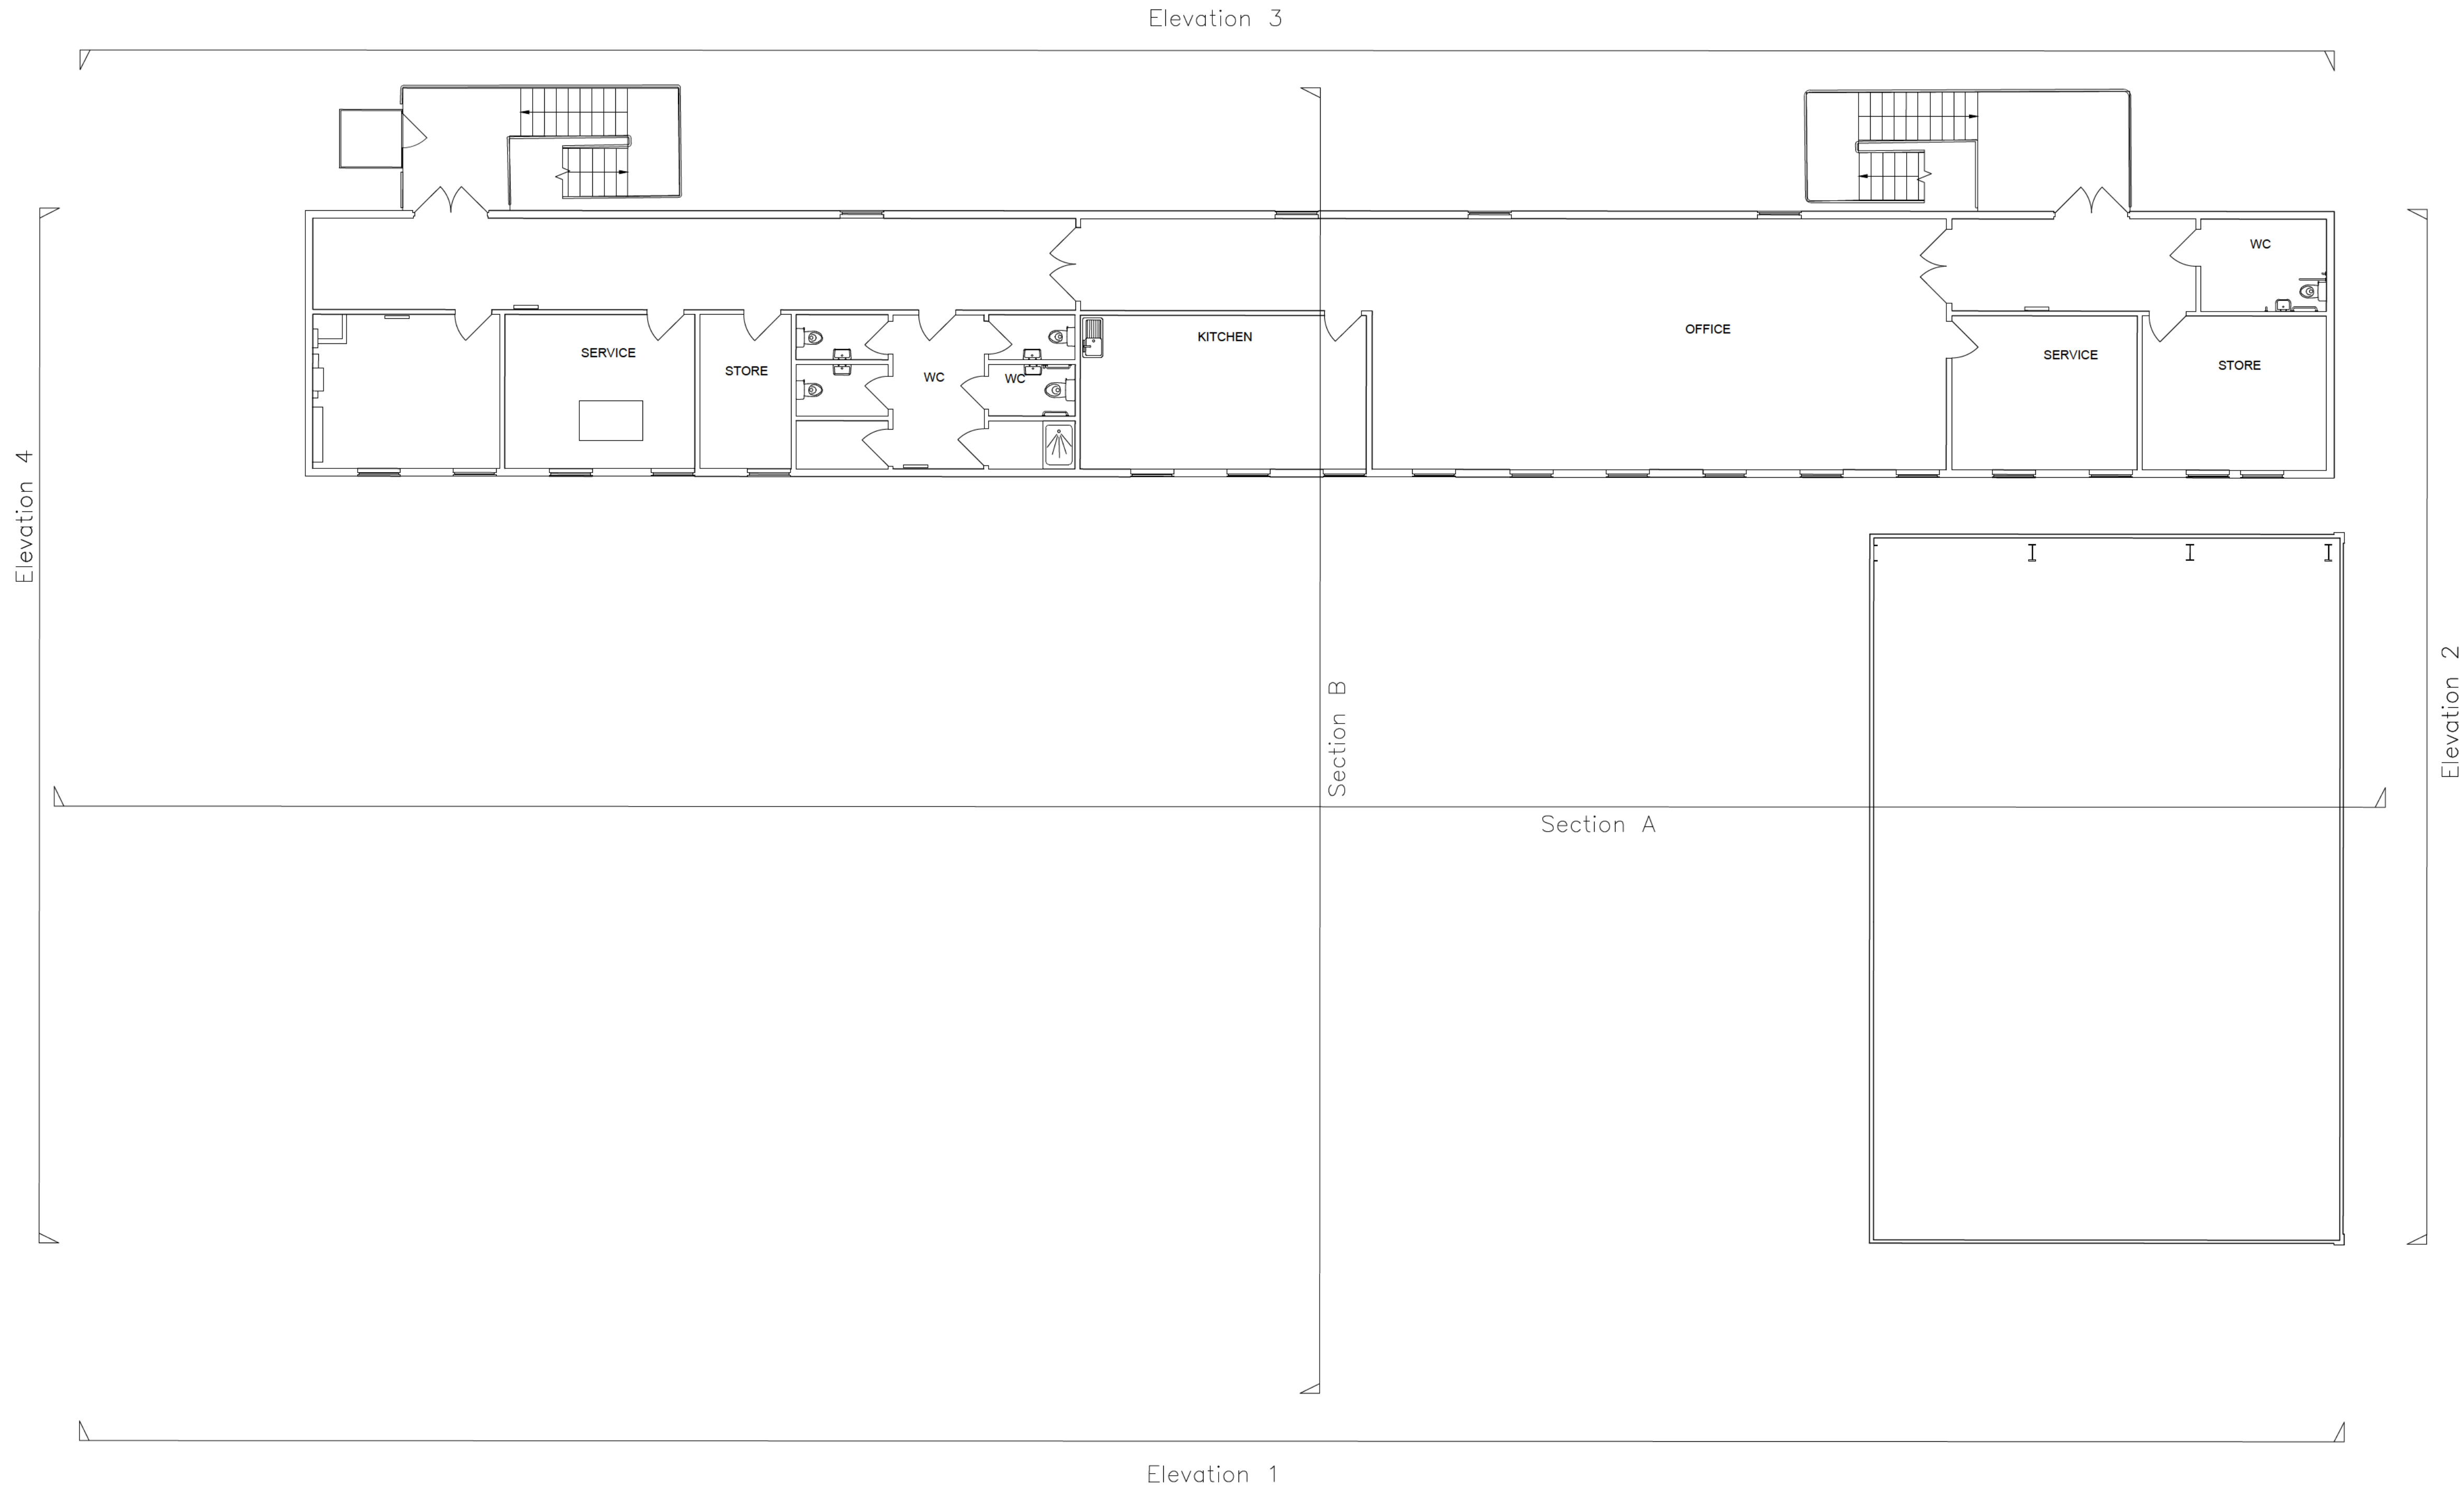 Elevation 3
WC
OFFICE
KITCHEN
SERVICE
SERVICE
STORE
STORE
WC
WC
Elevation 4
Elevation 2
Section B
Section A
Elevation 1